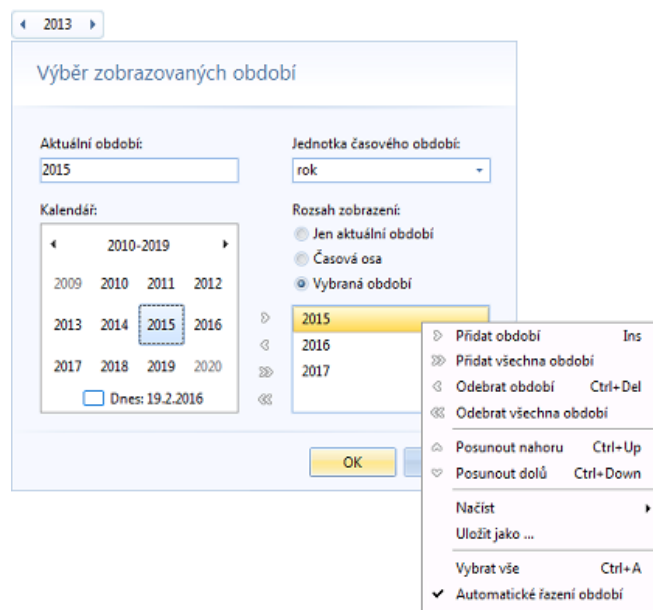 2013
Výběr zobrazovaných období
Aktuální období:
2015
Jednotka časového období:
rok
Kalendář:
2010-2019
2009 2010 2011 2012
2013 2014 2015 2016
2017 2018 2019 2020
Dnes: 19.2.2016
Rozsah zobrazení:
Jen aktuální období
Časová osa
Vybraná období
2015
2016
2017
OK
Přidat období Ins
Přidat všechna období
Odebrat období Ctrl+Del
Odebrat všechna období
Posunout nahoru Ctrl+Up
Posunout dolů Ctrl+Down
Načíst
Uložit jako ...
Vybrat vše Ctrl+A
Automatické řazení období